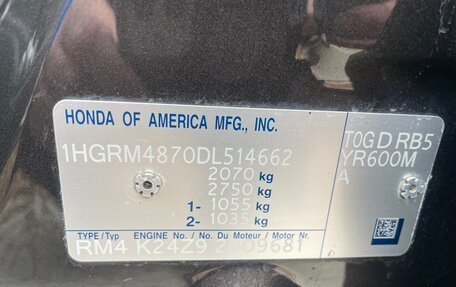 HONDA OF AMERICA MFG., INC.
1HGRM4870DL514662
2070 kg
2750 kg
1- 1055 kg
2- 1035 kg
TYPE/Typ. ENGINE No. / No. Du Moteur / Motor Nr.
RM4 K24Z9
TOGD RB5
YR600M
A